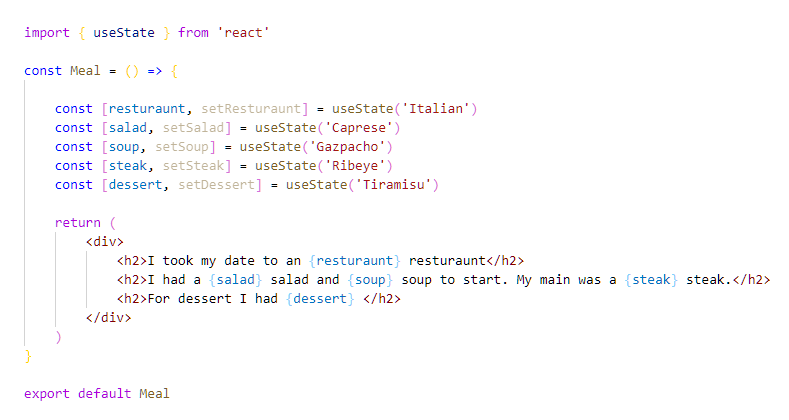 import { useState } from 'react'
const Meal = () => {
const [resturaunt, setResturaunt] = useState('Italian')
const [salad, setSalad] = useState('Caprese')
const [soup, setSoup] = useState('Gazpacho')
const [steak, setSteak] = useState('Ribeye')
const [dessert, setDessert] = useState('Tiramisu')
return (
<div>
<h2>I took my date to an {resturaunt} resturaunt</h2>
<h2>I had a {salad} salad and {soup} soup to start. My main was a {steak} steak.</h2>
<h2>For dessert I had {dessert} </h2>
</div>
)
}
export default Meal